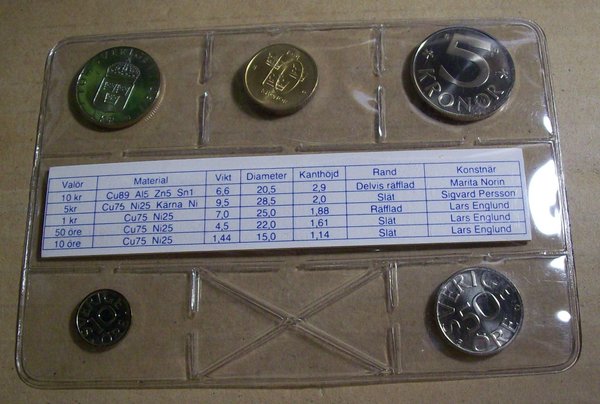 SVERIGE
5
KRONOR
Valör Material Vikt Diameter Kanthöjd Rand Konstnär
10 kr Cu89 Al5 Zn5 Sn1 6,6 20,5 2,9 Delvis räfflad Marita Norin
5kr Cu75 Ni25 Kärna Ni 9,5 28,5 2,0 Slät Sigvard Persson
1 kr Cu75 Ni25 7,0 25,0 1,88 Räfflad Lars Englund
50 öre Cu75 Ni25 4,5 22,0 1,61 Slät Lars Englund
10 öre Cu75 Ni25 1,44 15,0 1,14 Slät Lars Englund
10
SVERIGE
50
ÖRE